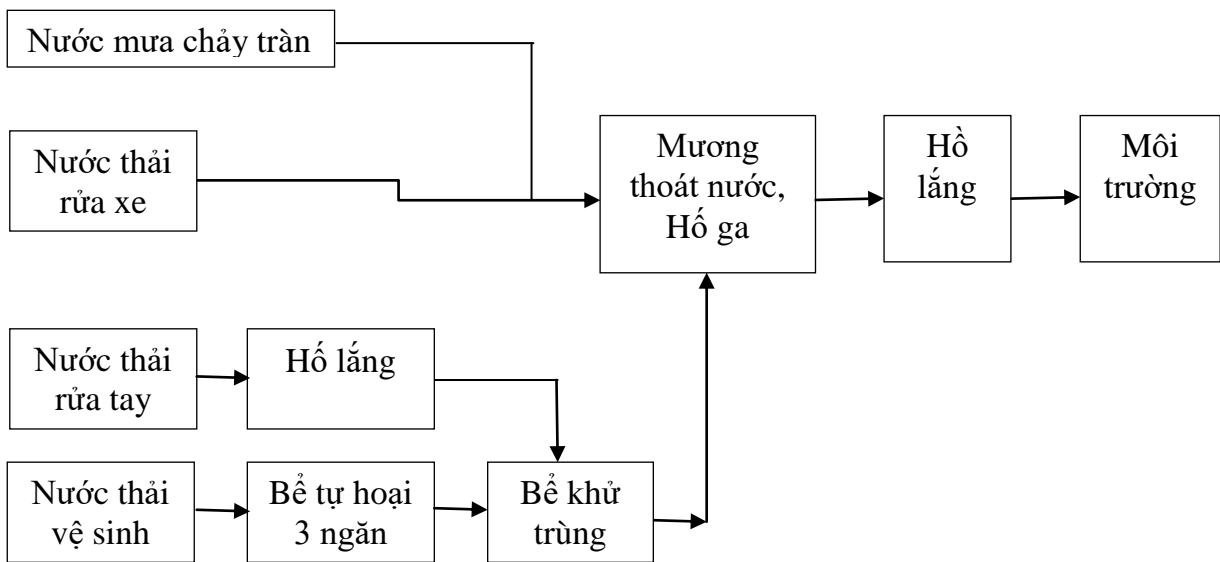 Nước mưa chảy tràn
Nước thải
rửa xe
Mương
thoát nước,
Hố ga
Hồ
lắng
Môi
trường
Nước thải
rửa tay
Hố lắng
Nước thải
vệ sinh
Bể tự hoại
3 ngăn
Bể khử
trùng